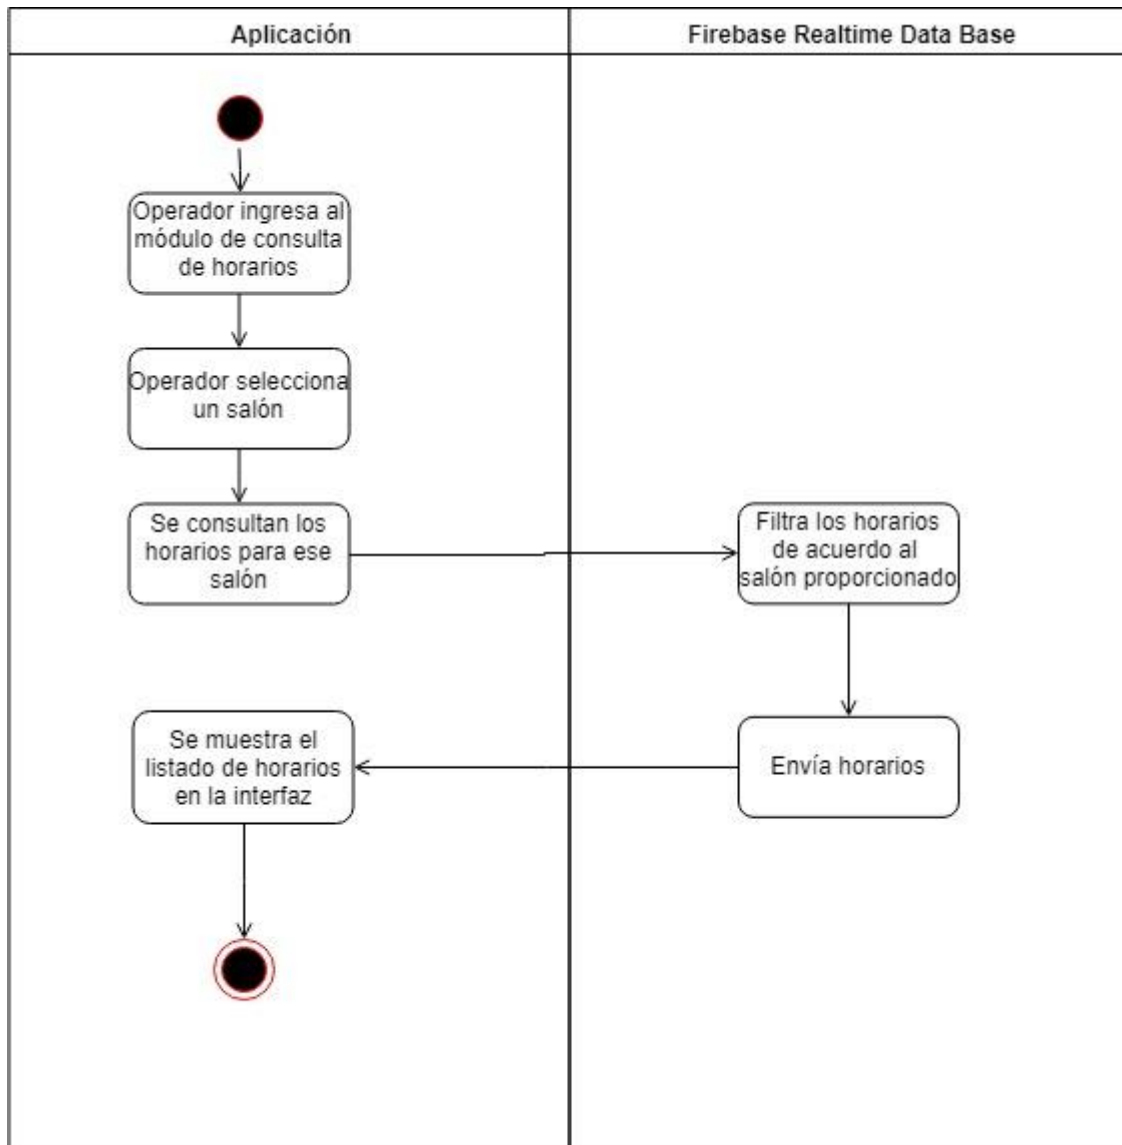 Aplicación
Firebase Realtime Data Base
Operador ingresa al
módulo de consulta
de horarios
Operador selecciona
un salón
Se consultan los
horarios para ese
salón
Filtra los horarios
de acuerdo al
salón proporcionado
Envía horarios
Se muestra el
listado de horarios
en la interfaz